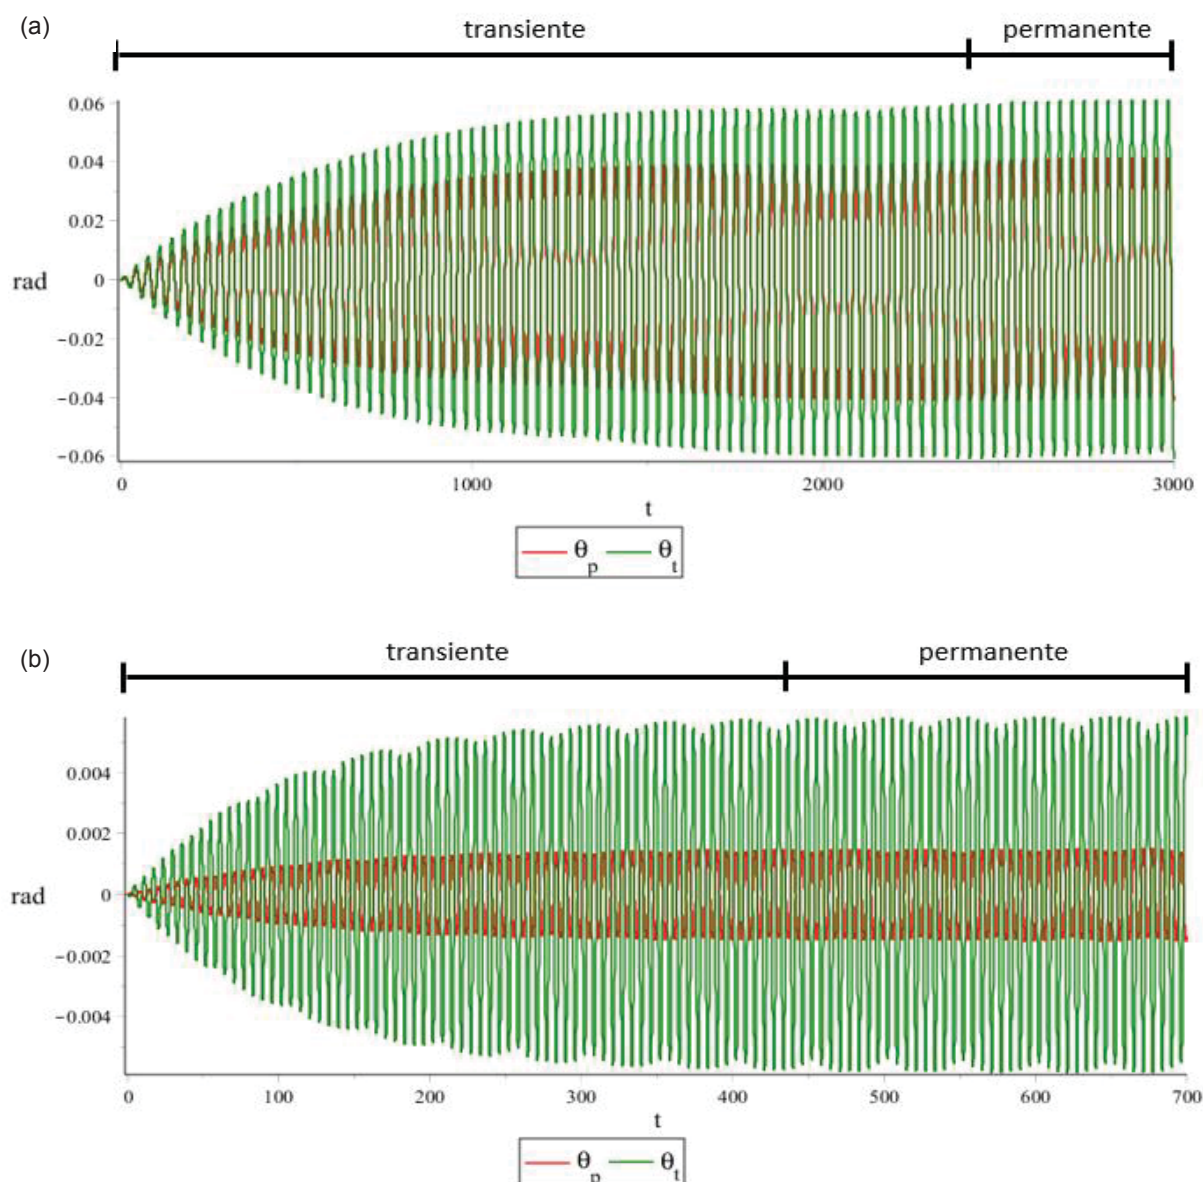 (a)
transiente permanente
0.06
0.04
0.02
rad 0
−0.02
−0.04
−0.06
0 1000 2000 3000
t
θp θt
(b)
transiente permanente
0.004
0.002
rad 0
−0.002
−0.004
0 100 200 300 400 500 600 700
t
θp θt